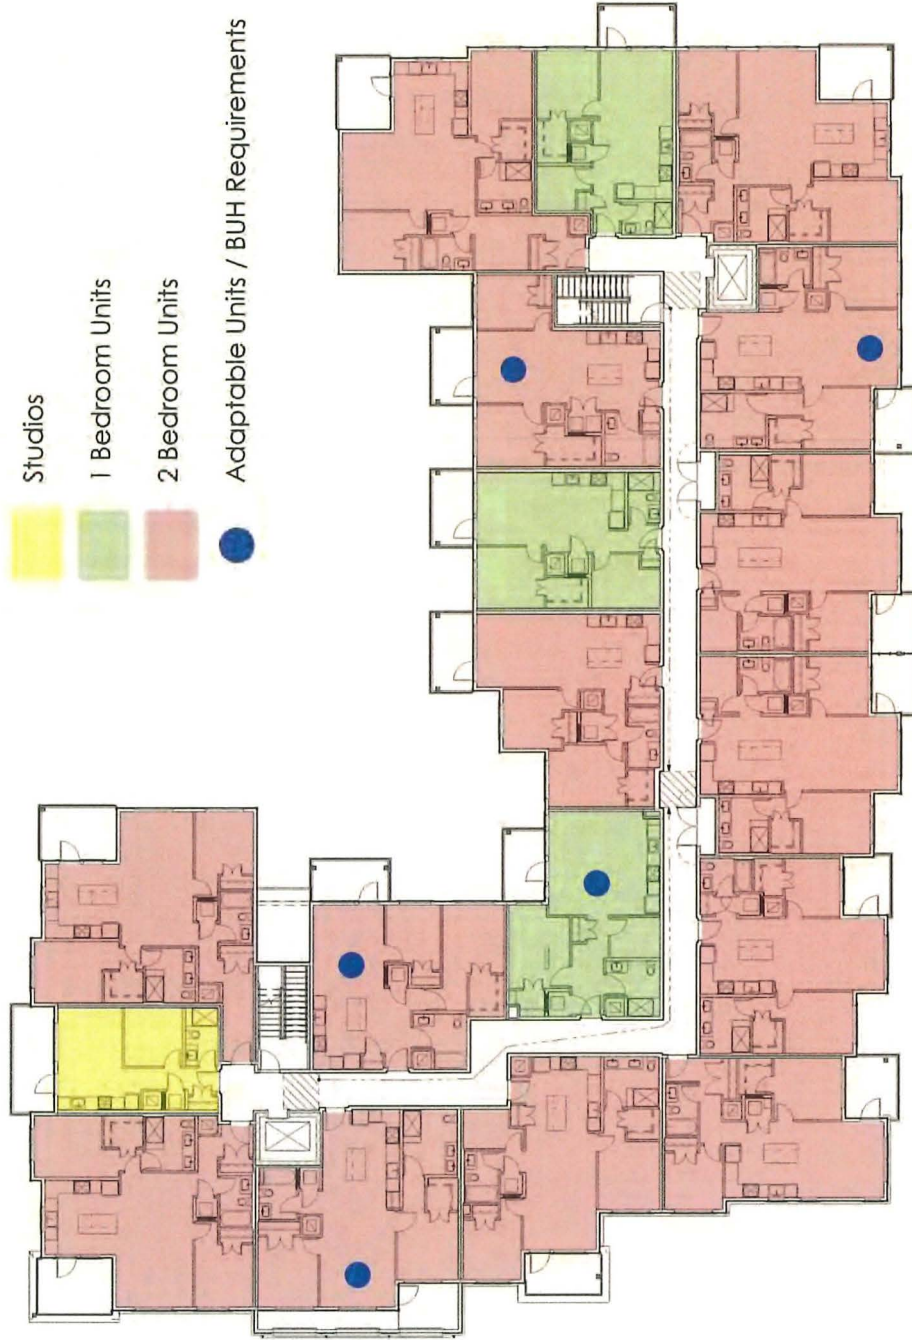 Studios
1 Bedroom Units
2 Bedroom Units
Adaptable Units / BUH Requirements